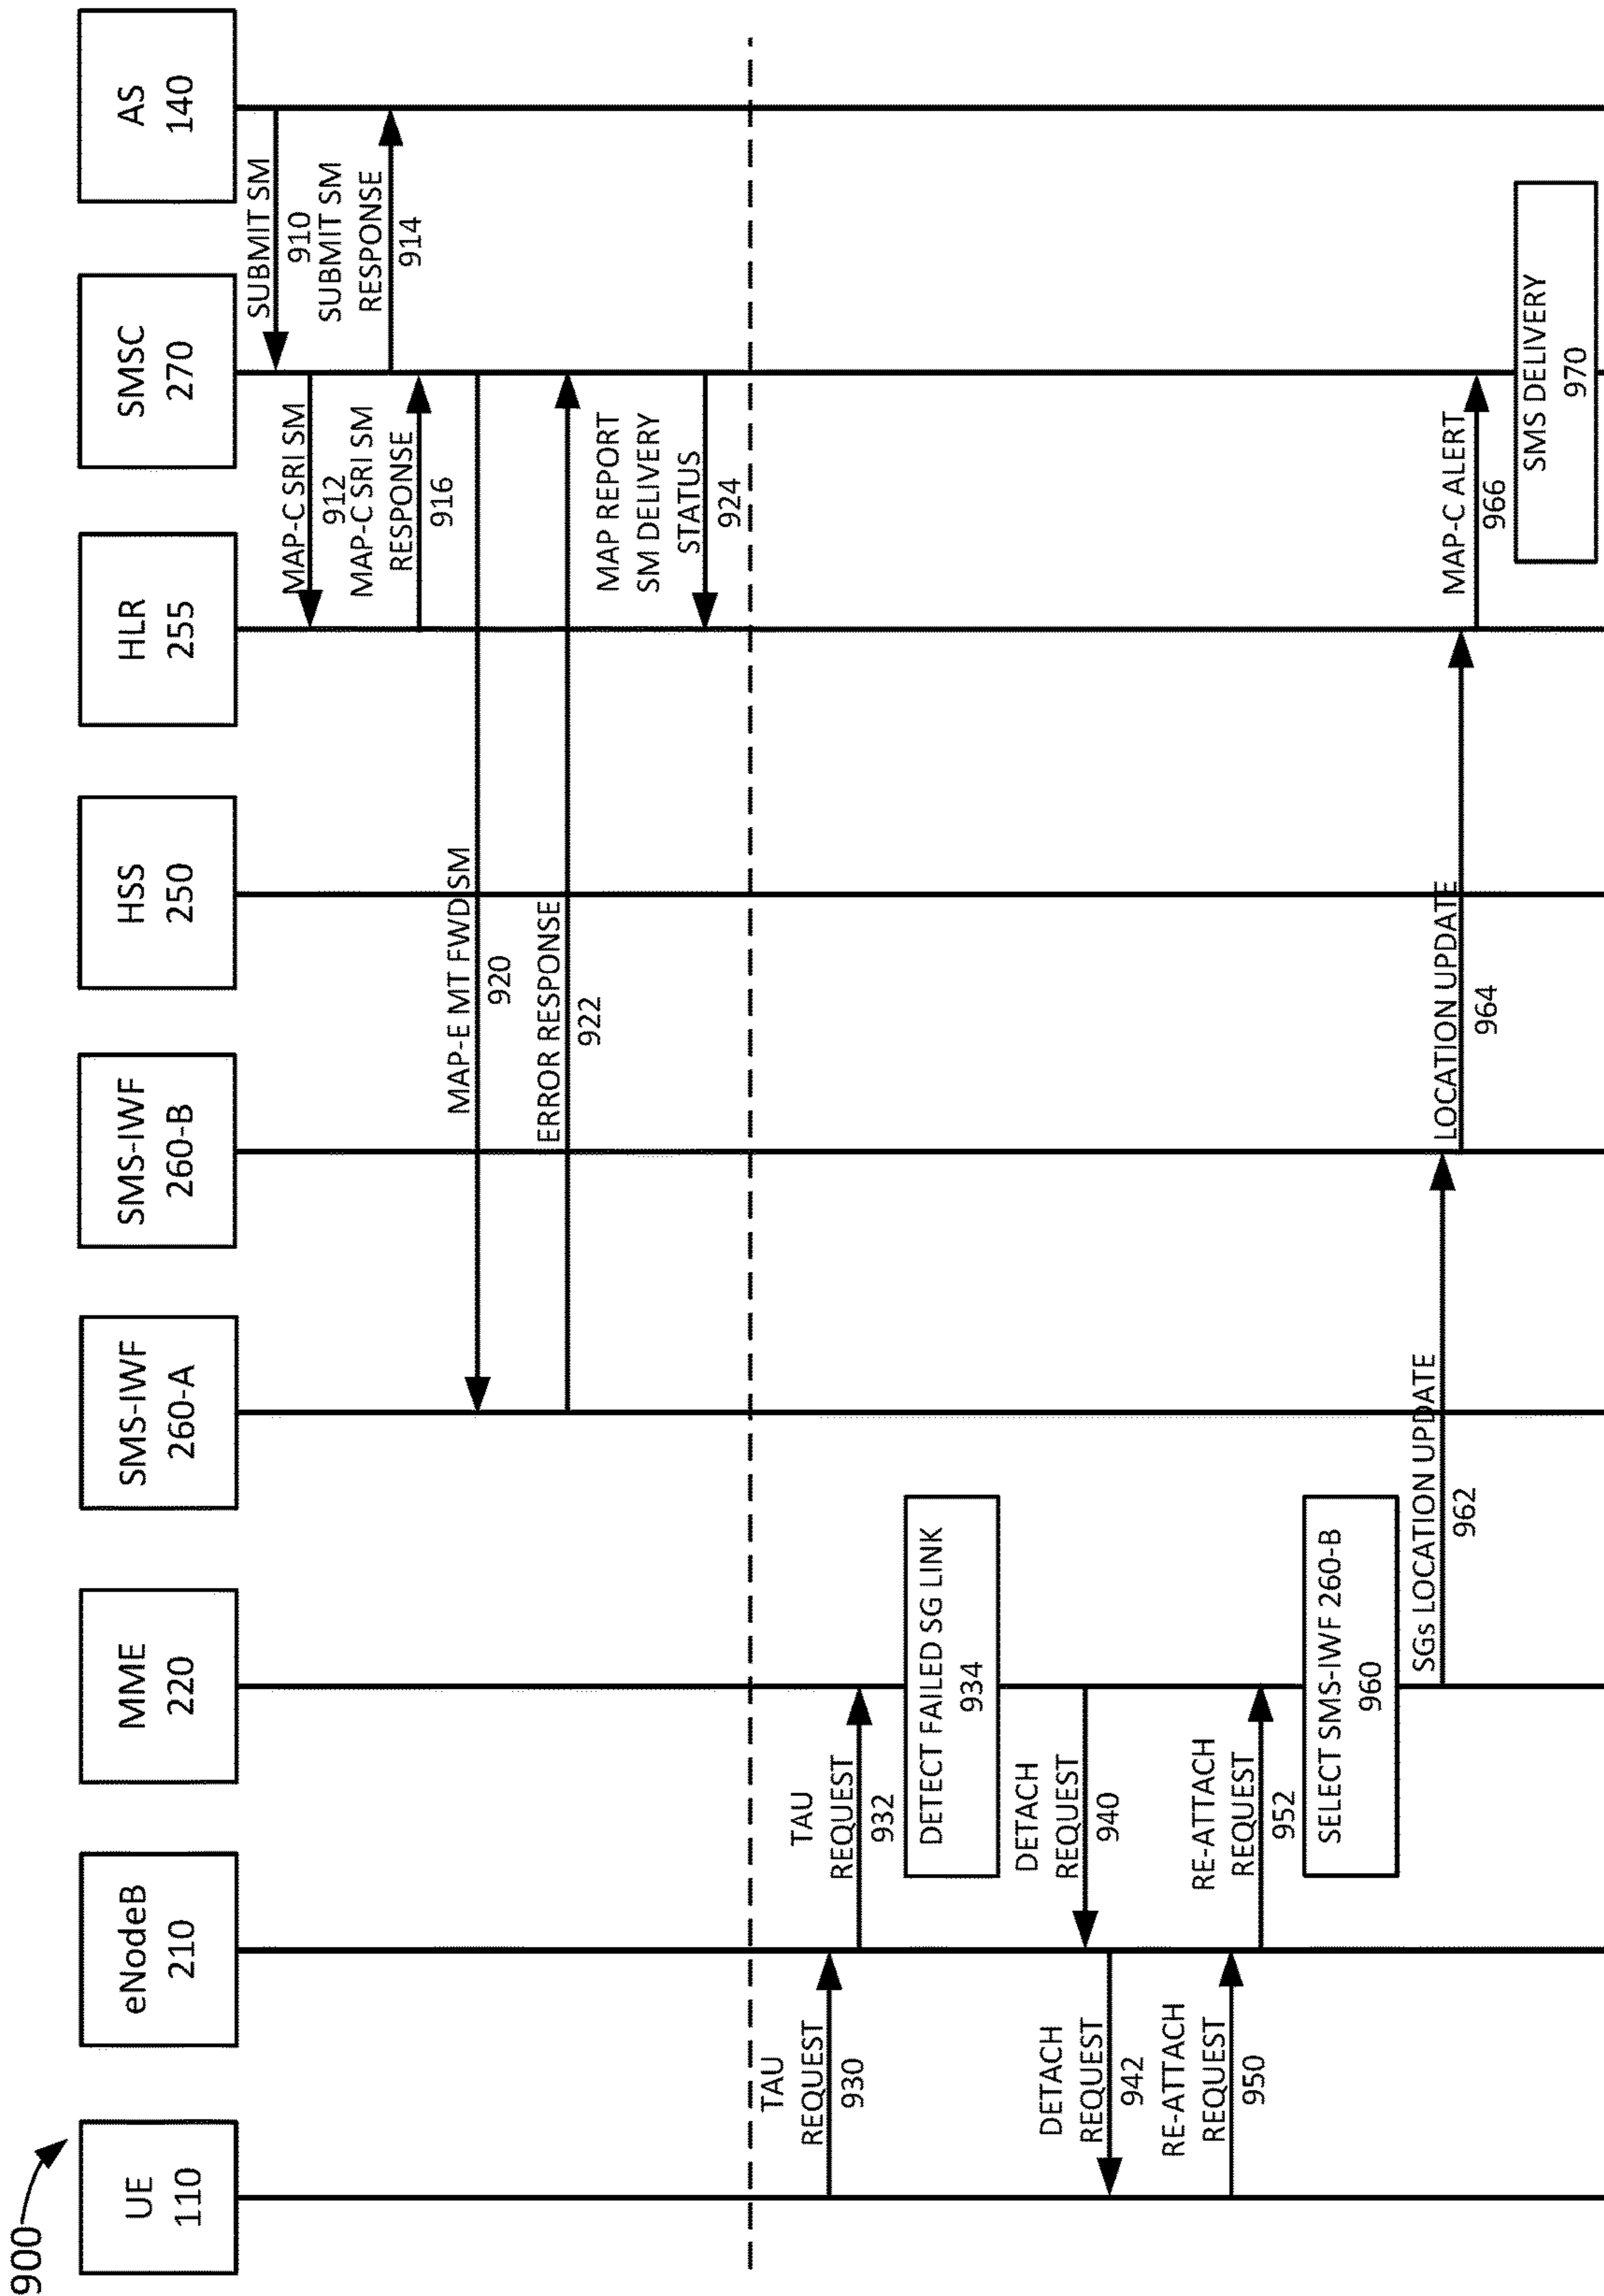 900
UE
110
eNodeB
210
MME
220
SMS-IWF
260-A
SMS-IWF
260-B
HSS
250
HLR
255
SMSC
270
AS
140
SUBMIT SM
910
MAP-C SRI SM
912
SUBMIT SM
RESPONSE
914
MAP-C SRI SM
RESPONSE
916
MAP-E MT FWD SM
920
ERROR RESPONSE
922
MAP REPORT
SM DELIVERY
STATUS
924
TAU
REQUEST
930
TAU
REQUEST
932
DETECT FAILED SG LINK
934
DETACH
REQUEST
940
DETACH
REQUEST
942
RE-ATTACH
REQUEST
950
RE-ATTACH
REQUEST
952
SELECT SMS-IWF 260-B
960
SGs LOCATION UPDATE
962
LOCATION UPDATE
964
MAP-C ALERT
966
SMS DELIVERY
970